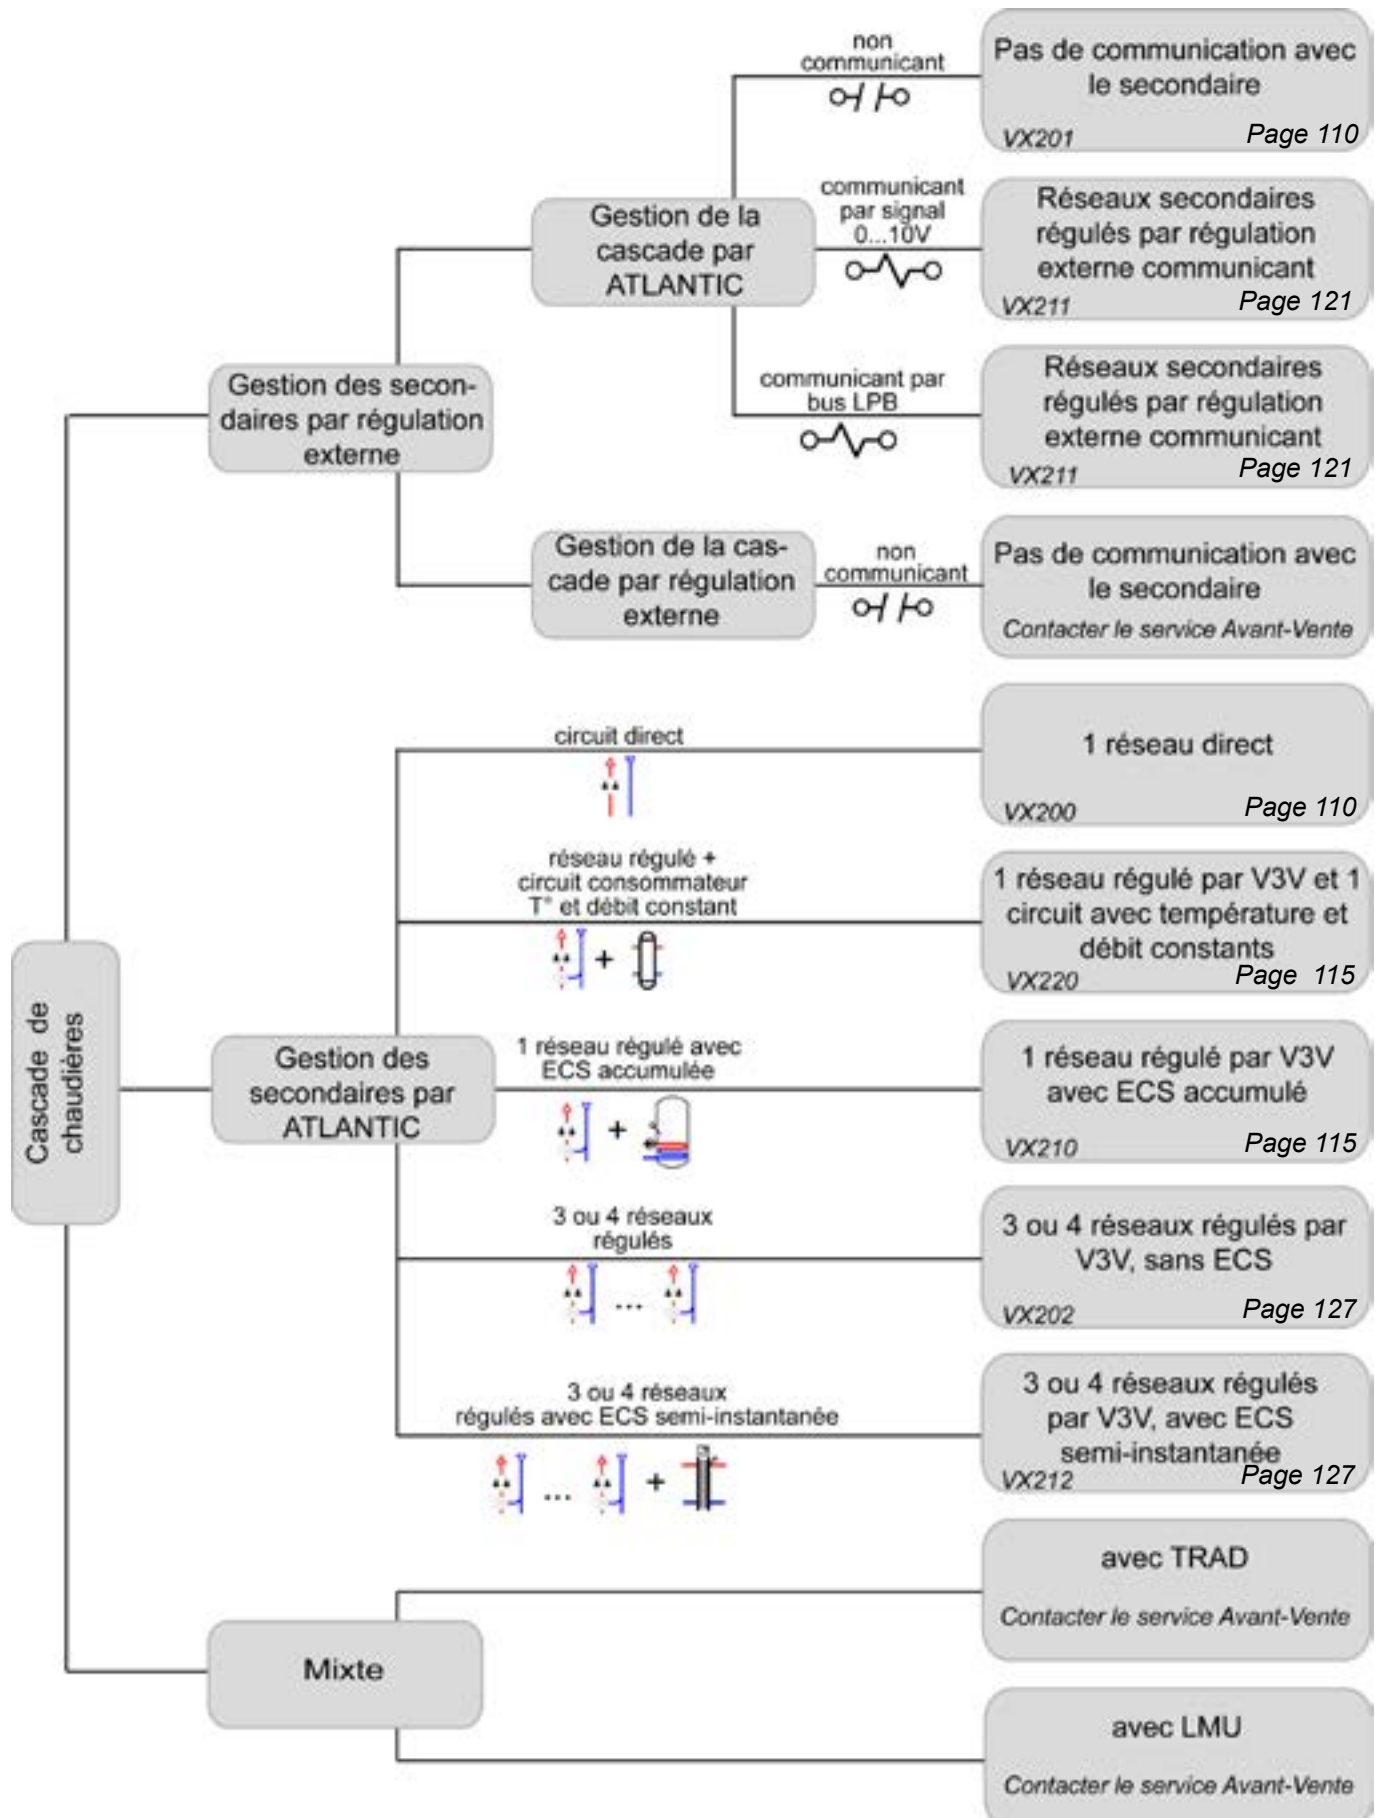 non
communicant
Pas de communication avec
le secondaire
VX201
Page 110
Gestion de la
cascade par
ATLANTIC
communicant
par signal
0...10V
Réseaux secondaires
régulés par régulation
externe communicant
VX211
Page 121
Gestion des secon-
daires par régulation
externe
communicant par
bus LPB
Réseaux secondaires
régulés par régulation
externe communicant
VX211
Page 121
Gestion de la cas-
cade par régulation
externe
non
communicant
Pas de communication avec
le secondaire
Contacter le service Avant-Vente
Cascade de
chaudières
Gestion des
secondaires par
ATLANTIC
circuit direct
1 réseau direct
VX200
Page 110
réseau régulé +
circuit consommateur
T° et débit constant
+
1 réseau régulé par V3V et 1
circuit avec température et
débit constants
VX220
Page 115
1 réseau régulé avec
ECS accumulée
+
1 réseau régulé par V3V
avec ECS accumulé
VX210
Page 115
3 ou 4 réseaux
régulés
...
3 ou 4 réseaux régulés par
V3V, sans ECS
VX202
Page 127
3 ou 4 réseaux
régulés avec ECS semi-instantanée
... +
3 ou 4 réseaux régulés
par V3V, avec ECS
semi-instantanée
VX212
Page 127
Mixte
avec TRAD
Contacter le service Avant-Vente
avec LMU
Contacter le service Avant-Vente